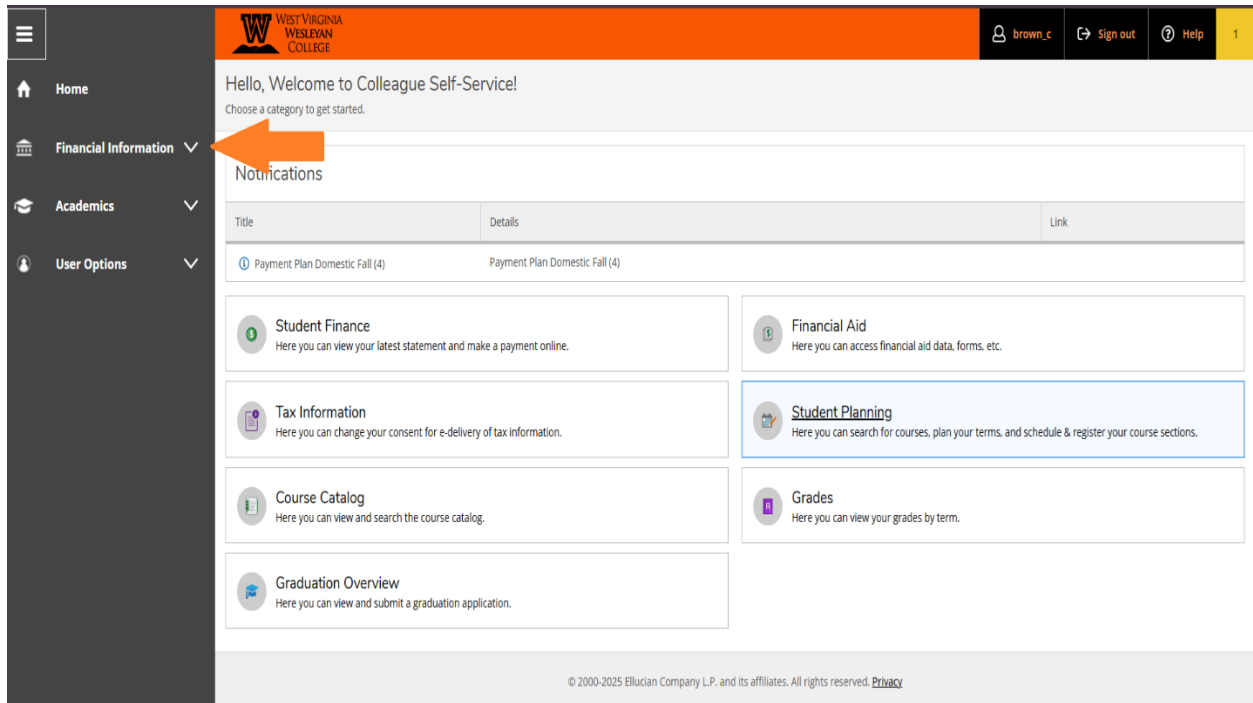 WEST VIRGINIA
WESLEYAN
COLLEGE
brown_c
Sign out
Help
1
Home
Financial Information
Academics
User Options
Hello, Welcome to Colleague Self-Service!
Choose a category to get started.
Notifications
Title Details Link
Payment Plan Domestic Fall (4) Payment Plan Domestic Fall (4)
Student Finance
Here you can view your latest statement and make a payment online.
Financial Aid
Here you can access financial aid data, forms, etc.
Tax Information
Here you can change your consent for e-delivery of tax information.
Student Planning
Here you can search for courses, plan your terms, and schedule & register your course sections.
Course Catalog
Here you can view and search the course catalog.
Grades
Here you can view your grades by term.
Graduation Overview
Here you can view and submit a graduation application.
© 2000-2025 Ellucian Company L.P. and its affiliates. All rights reserved. Privacy